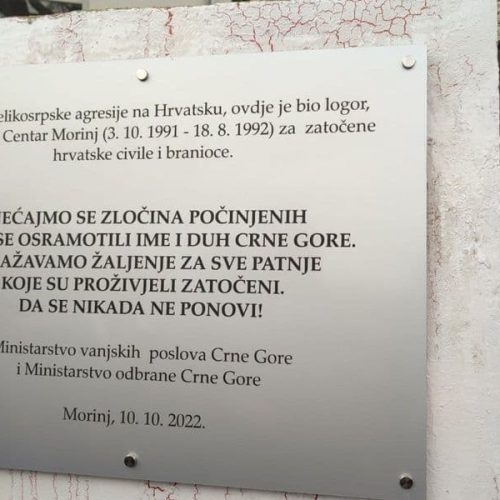 elikosrpske agresije na Hrvatsku, ovdje je bio logor,
Centar Morinj (3. 10. 1991 - 18. 8. 1992) za zatočene
hrvatske civile i branioce.
JEĆAJMO SE ZLOČINA POČINJENIH
SE OSRAMOTILI IME I DUH CRNE GORE.
AŽAVAMO ŽALJENJE ZA SVE PATNJE
KOJE SU PROŽIVJELI ZATOČENI.
DA SE NIKADA NE PONOVI!
Ministarstvo vanjskih poslova Crne Gore
i Ministarstvo odbrane Crne Gore
Morinj, 10. 10. 2022.